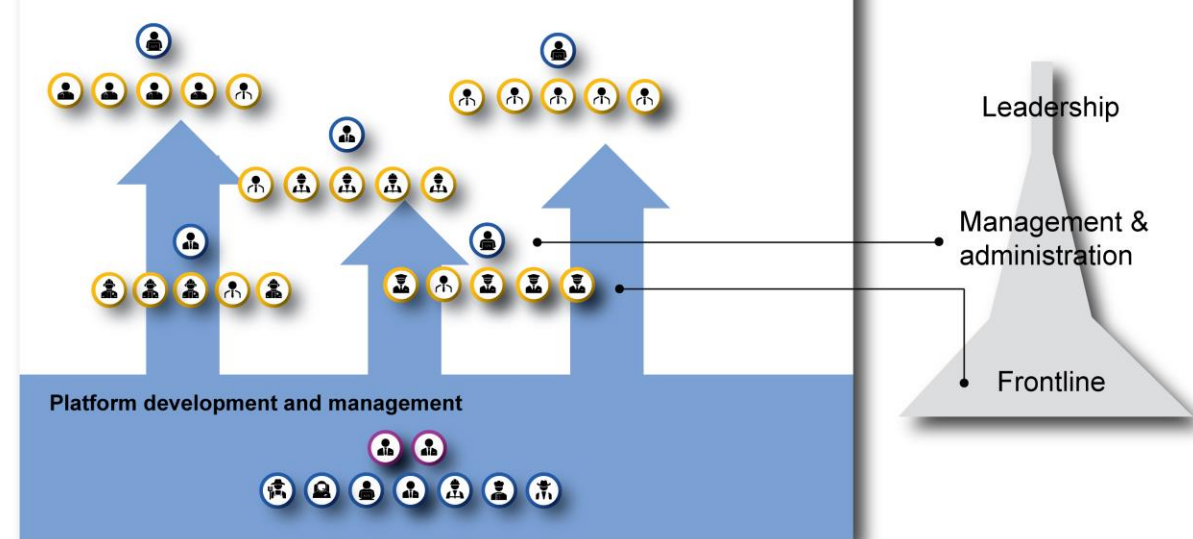 Leadership
Management &
administration
Frontline
Platform development and management